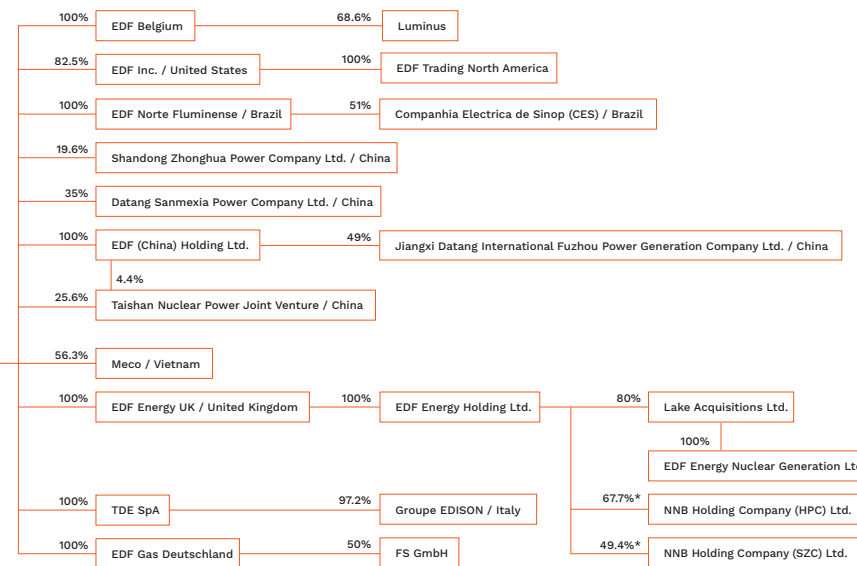 100% EDF Belgium 68.6% Luminus
82.5% EDF Inc. / United States 100% EDF Trading North America
100% EDF Norte Fluminense / Brazil 51% Companhia Electrica de Sinop (CES) / Brazil
19.6% Shandong Zhonghua Power Company Ltd. / China
35% Datang Sanmexia Power Company Ltd. / China
100% EDF (China) Holding Ltd. 49% Jiangxi Datang International Fuzhou Power Generation Company Ltd. / China
4.4%
25.6% Taishan Nuclear Power Joint Venture / China
56.3% Meco / Vietnam
100% EDF Energy UK / United Kingdom 100% EDF Energy Holding Ltd. 80% Lake Acquisitions Ltd.
100%
EDF Energy Nuclear Generation
67.7%* NNB Holding Company (HPC) Ltd.
100% TDE SpA 97.2% Groupe EDISON / Italy
49.4%* NNB Holding Company (SZC) Ltd.
100% EDF Gas Deutschland 50% FS GmbH